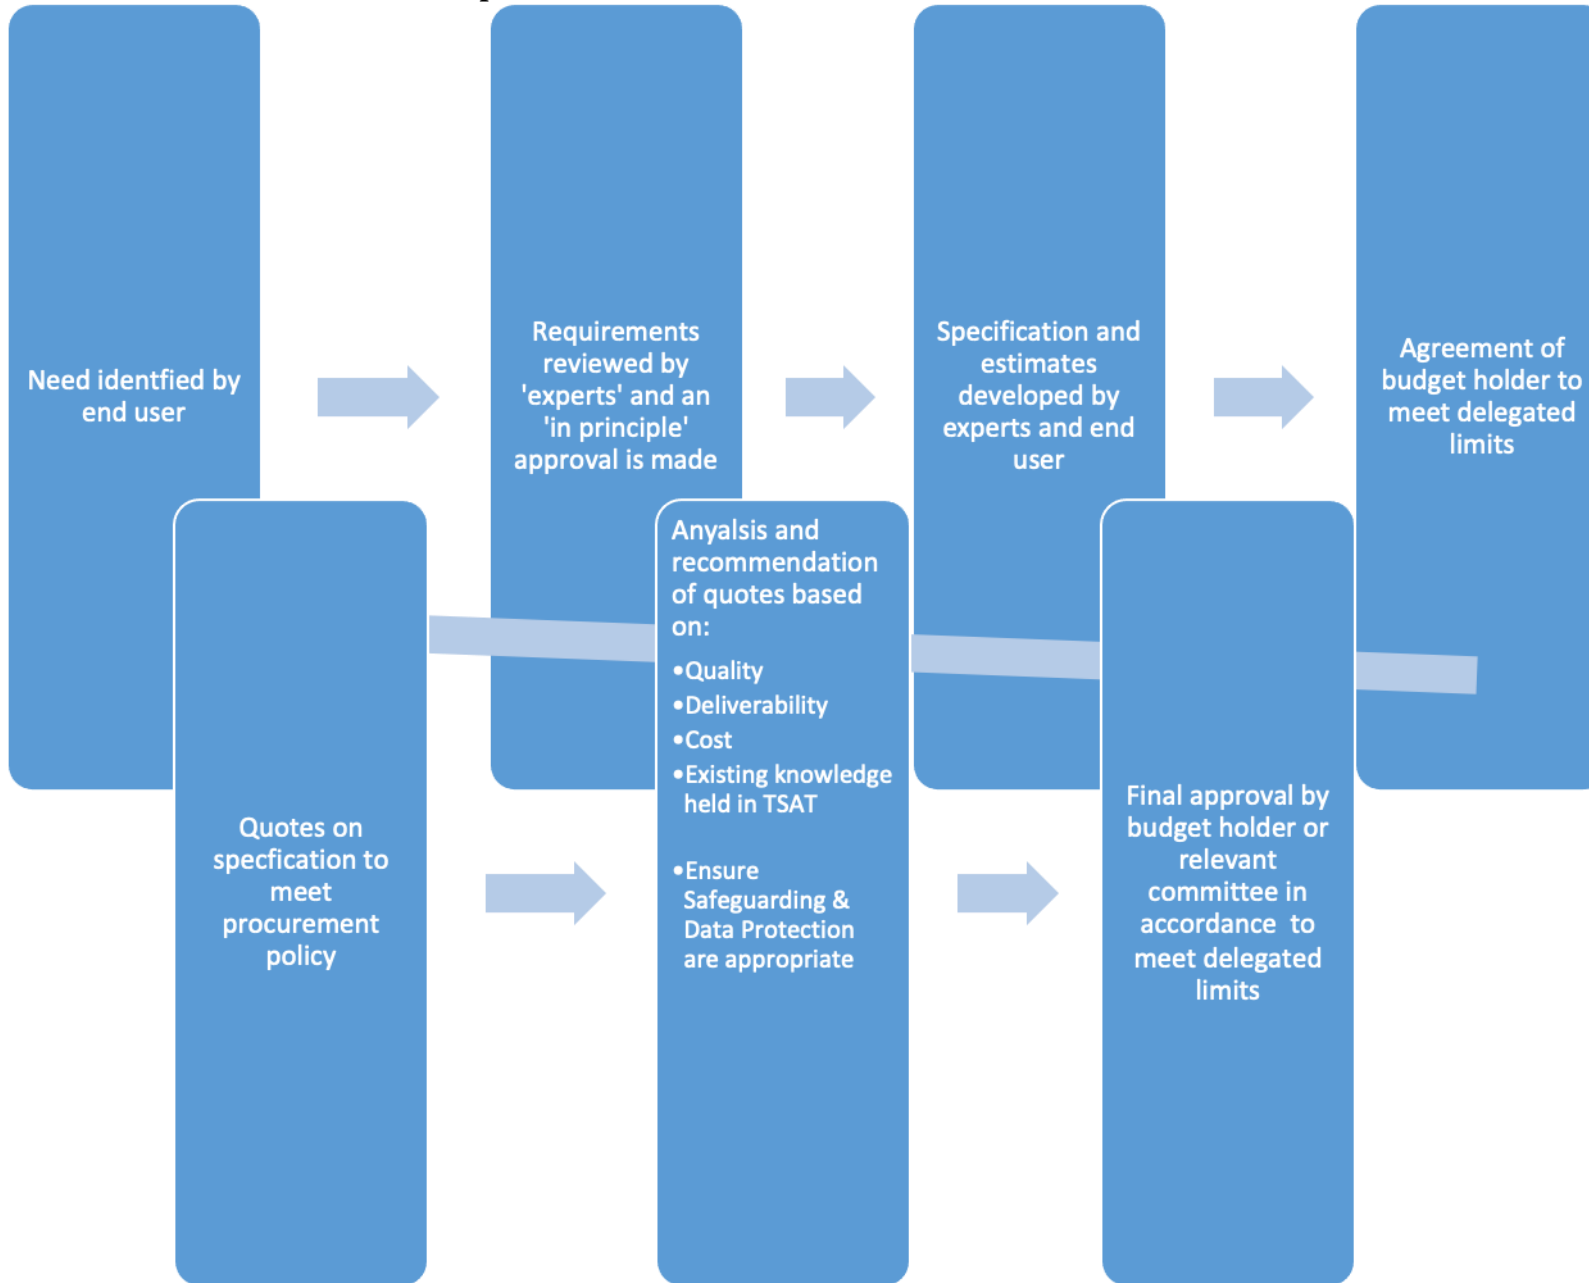 Need identfied by
end user
Requirements
reviewed by
'experts' and an
'in principle'
approval is made
Specification and
estimates
developed by
experts and end
user
Agreement of
budget holder to
meet delegated
limits
Quotes on
specfication to
meet
procurement
policy
Anyalsis and
recommendation
of quotes based
on:
•Quality
•Deliverability
•Cost
•Existing knowledge
held in TSAT
•Ensure
Safeguarding &
Data Protection
are appropriate
Final approval by
budget holder or
relevant
committee in
accordance  to
meet delegated
limits